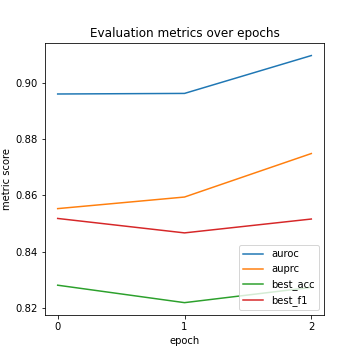 Evaluation metrics over epochs
metric score
0.90
0.88
0.86
0.84
0.82
auroc
auprc
best_acc
best_f1
0 1 2
epoch